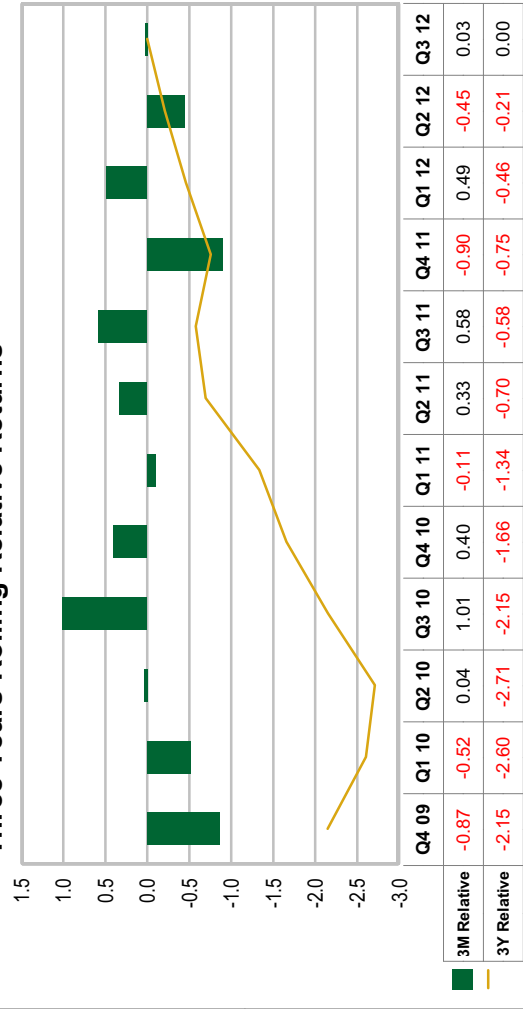 Three Years Rolling Relative Returns
1.5
1.0
0.5
0.0
-0.5
-1.0
-1.5
-2.0
-2.5
-3.0
Q4 09 Q1 10 Q2 10 Q3 10 Q4 10 Q1 11 Q2 11 Q3 11 Q4 11 Q1 12 Q2 12 Q3 12
3M Relative -0.87 -0.52 0.04 1.01 0.40 -0.11 0.33 0.58 -0.90 0.49 -0.45 0.03
3Y Relative -2.15 -2.60 -2.71 -2.15 -1.66 -1.34 -0.70 -0.58 -0.75 -0.46 -0.21 0.00